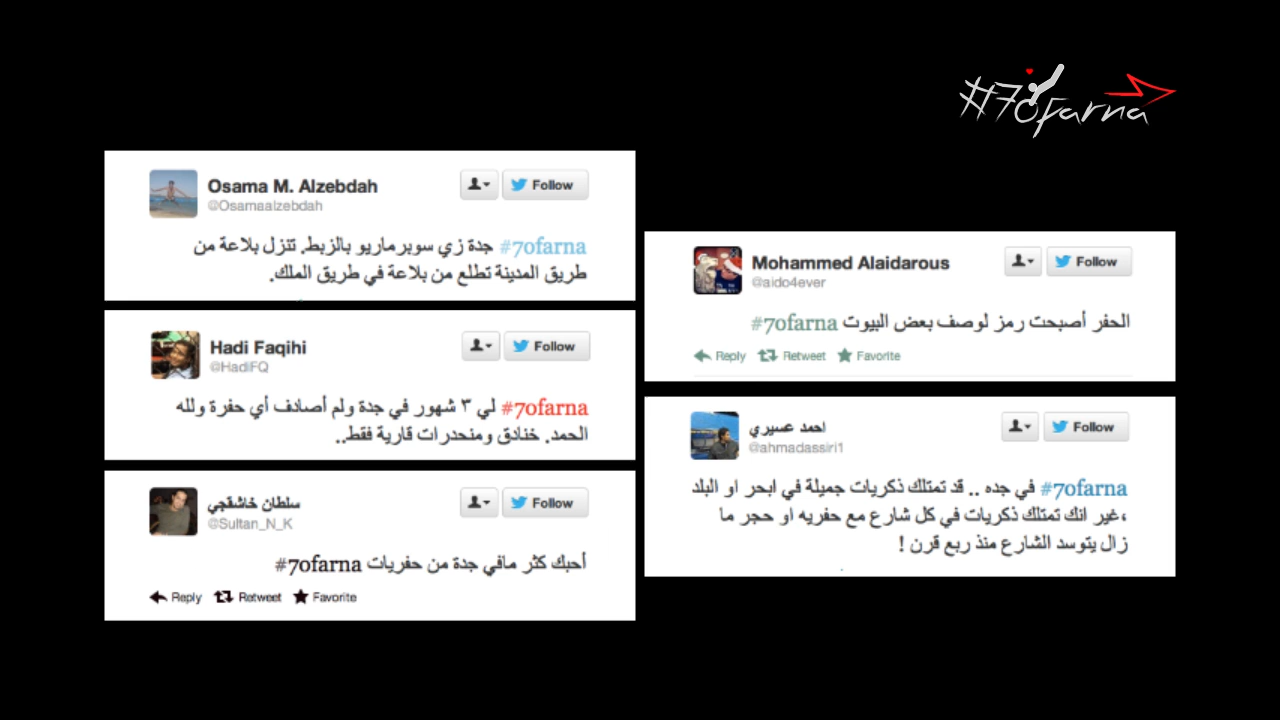 #7ofarna
Osama M. Alzebdah
Follow
@Osamaalzebdah
#7ofarna جدة زي سوبرماريو بالزبط. تنزل بلاعة من
طريق المدينة تطلع من بلاعة في طريق الملك.
Hadi Faqihi
Follow
@HadiFQ
#7ofarna لي ٣ شهور في جدة ولم أصادف أي حفرة ولله
الحمد. خنادق ومنحدرات قارية فقط..
سلطان خاشقجي
Follow
@Sultan_N_K
أحبك كثر مافي جدة من حفريات #7ofarna
Reply Retweet Favorite
Mohammed Alaidarous
Follow
@aido4ever
الحفر أصبحت رمز لوصف بعض البيوت #7ofarna
Reply Retweet Favorite
احمد عسيري
Follow
@ahmadassiri1
#7ofarna في جده .. قد تمتلك ذكريات جميلة في ابحر او البلد
،غير انك تمتلك ذكريات في كل شارع مع حفريه او حجر ما
زال يتوسد الشارع منذ ربع قرن !